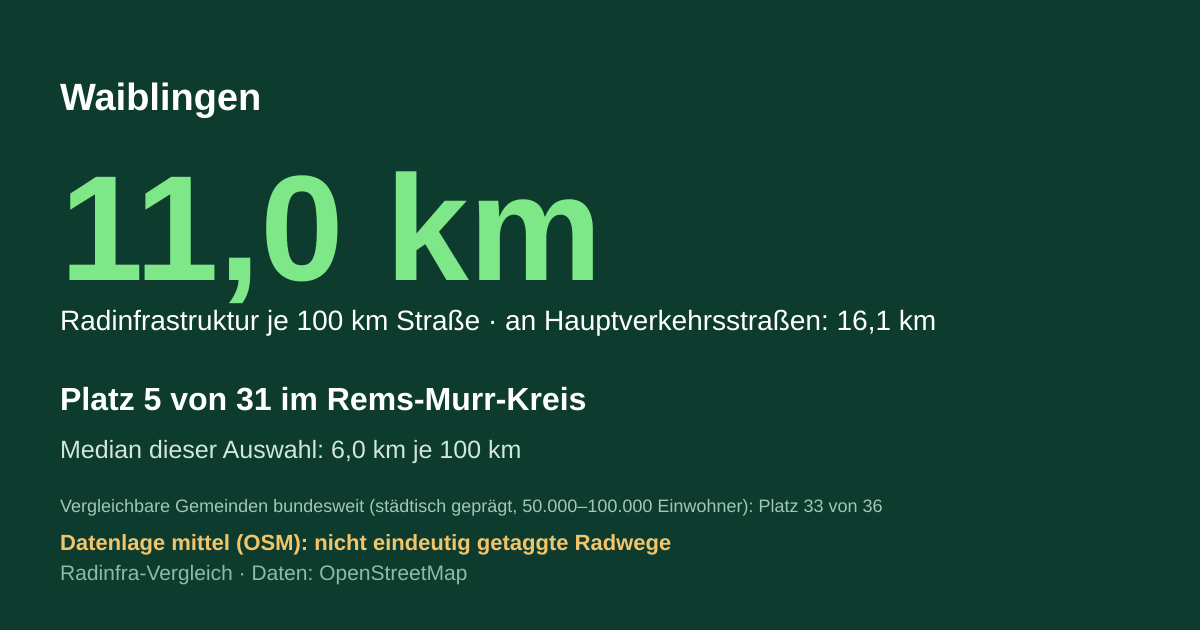 Waiblingen
11,0 km
Radinfrastruktur je 100 km Straße · an Hauptverkehrsstraßen: 16,1 km
Platz 5 von 31 im Rems-Murr-Kreis
Median dieser Auswahl: 6,0 km je 100 km
Vergleichbare Gemeinden bundesweit (städtisch geprägt, 50.000–100.000 Einwohner): Platz 33 von 36
Datenlage mittel (OSM): nicht eindeutig getaggte Radwege
Radinfra-Vergleich · Daten: OpenStreetMap